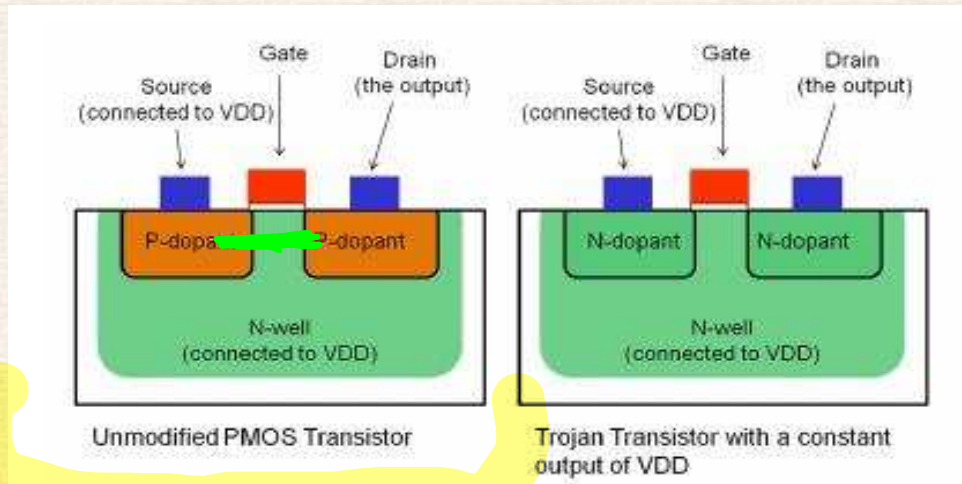 Gate
Drain
(the output)
Source
(connected to VDD)
P-dopant
N-well
(connected to VDD)
Unmodified PMOS Transistor
Gate
Drain
(the output)
Source
(connected to VDD)
N-dopant
N-dopant
N-well
(connected to VDD)
Trojan Transistor with a constant
output of VDD